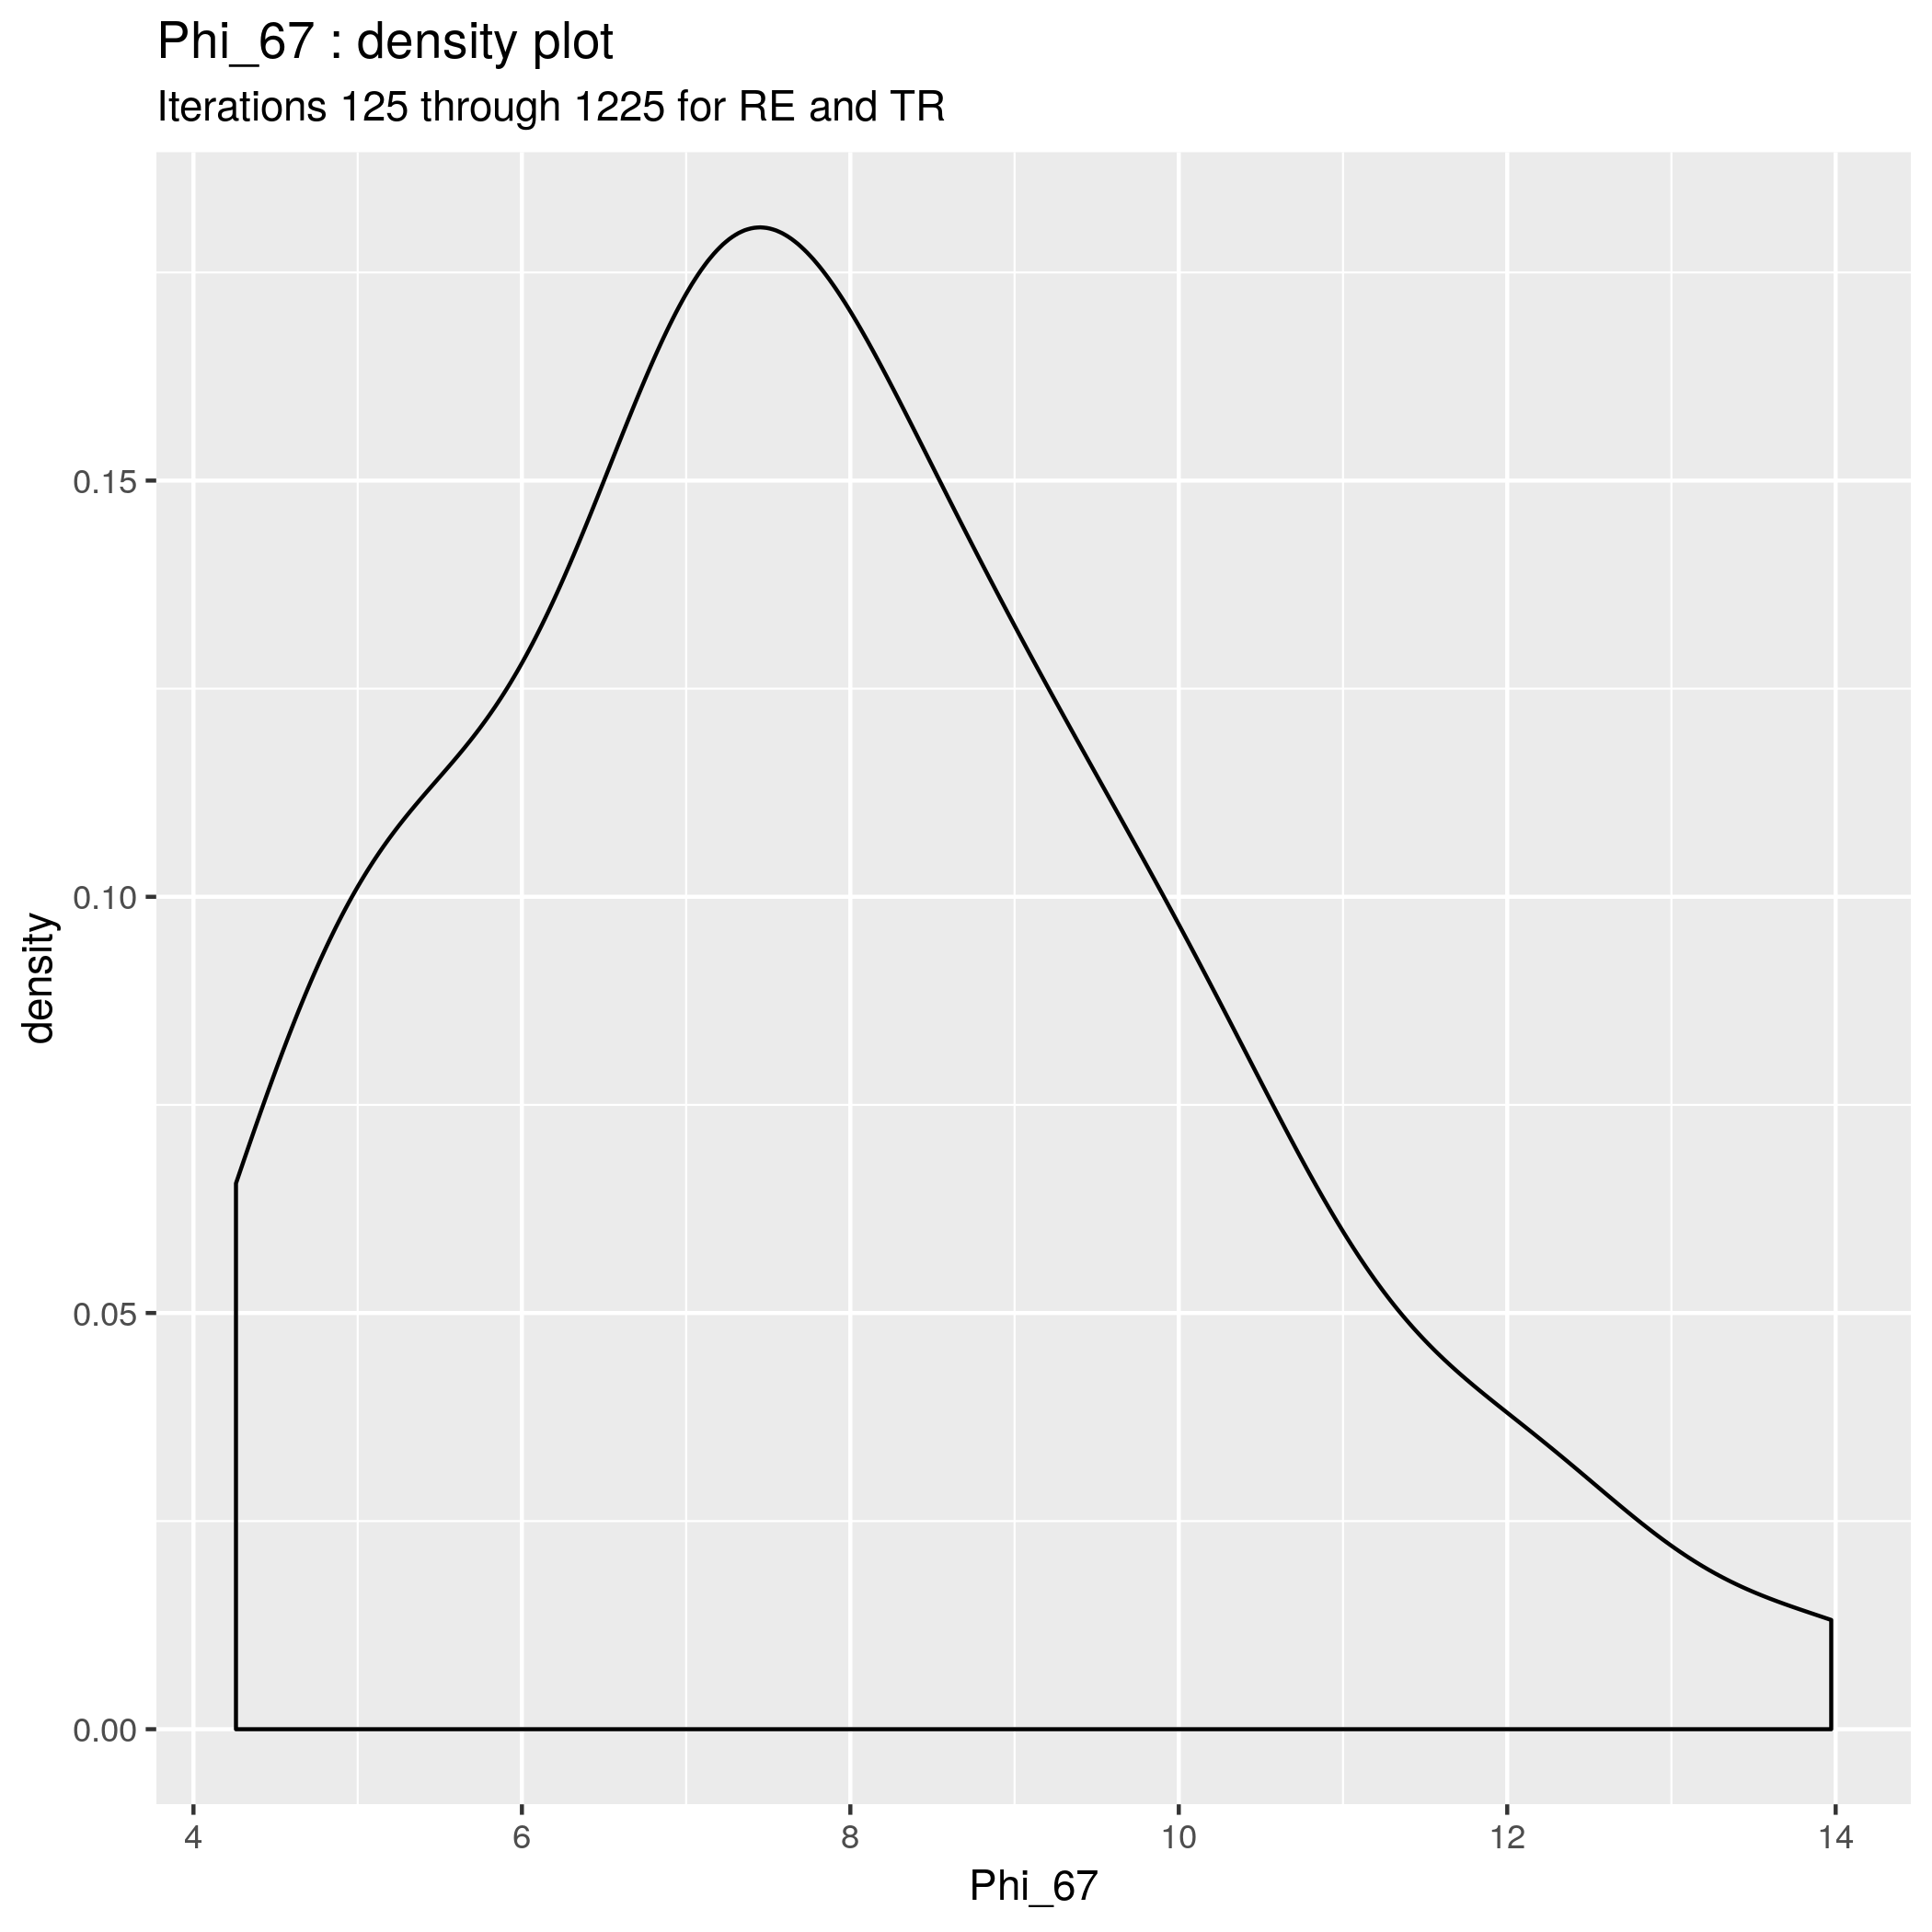 Phi_67 : density plot
Iterations 125 through 1225 for RE and TR
density
0.15
0.10
0.05
0.00
4 6 8 10 12 14
Phi_67